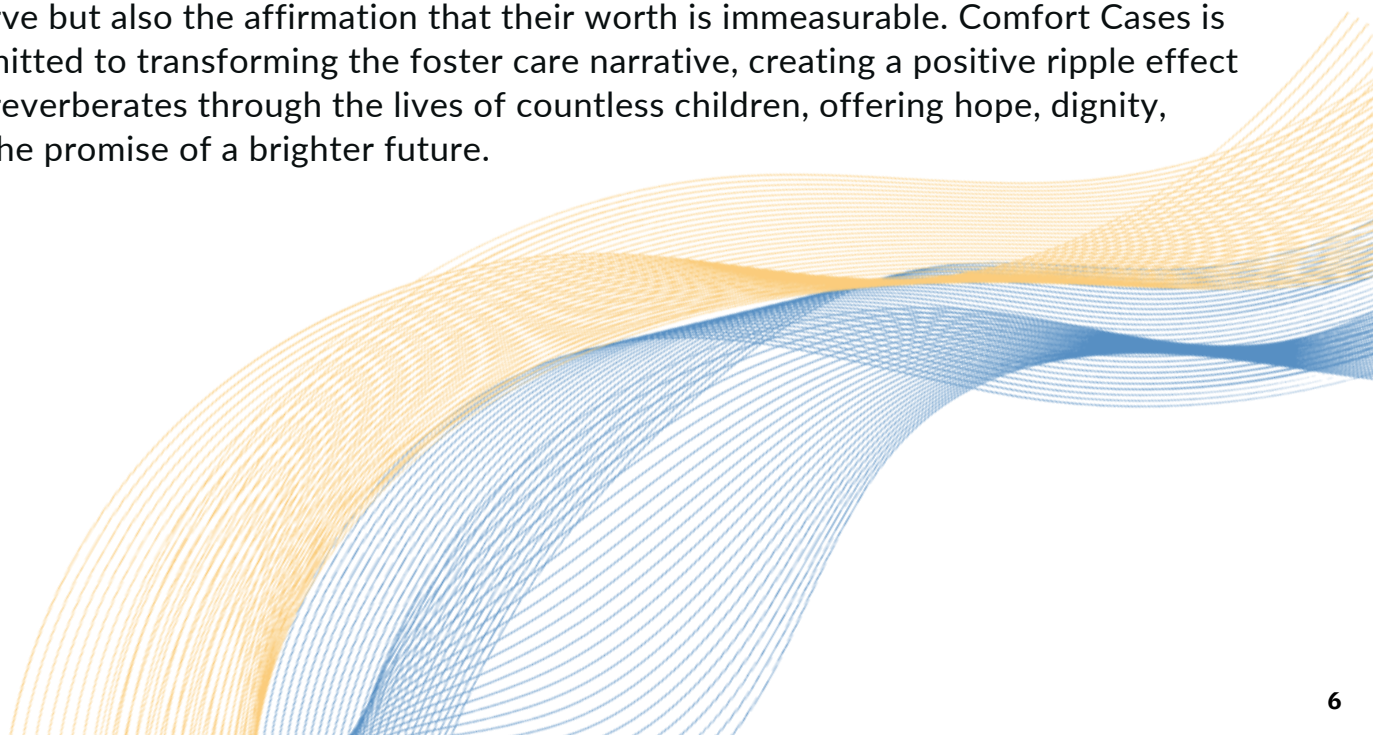 rve but also the affirmation that their worth is immeasurable. Comfort Cases is
nitted to transforming the foster care narrative, creating a positive ripple effect
reverberates through the lives of countless children, offering hope, dignity,
he promise of a brighter future.
6